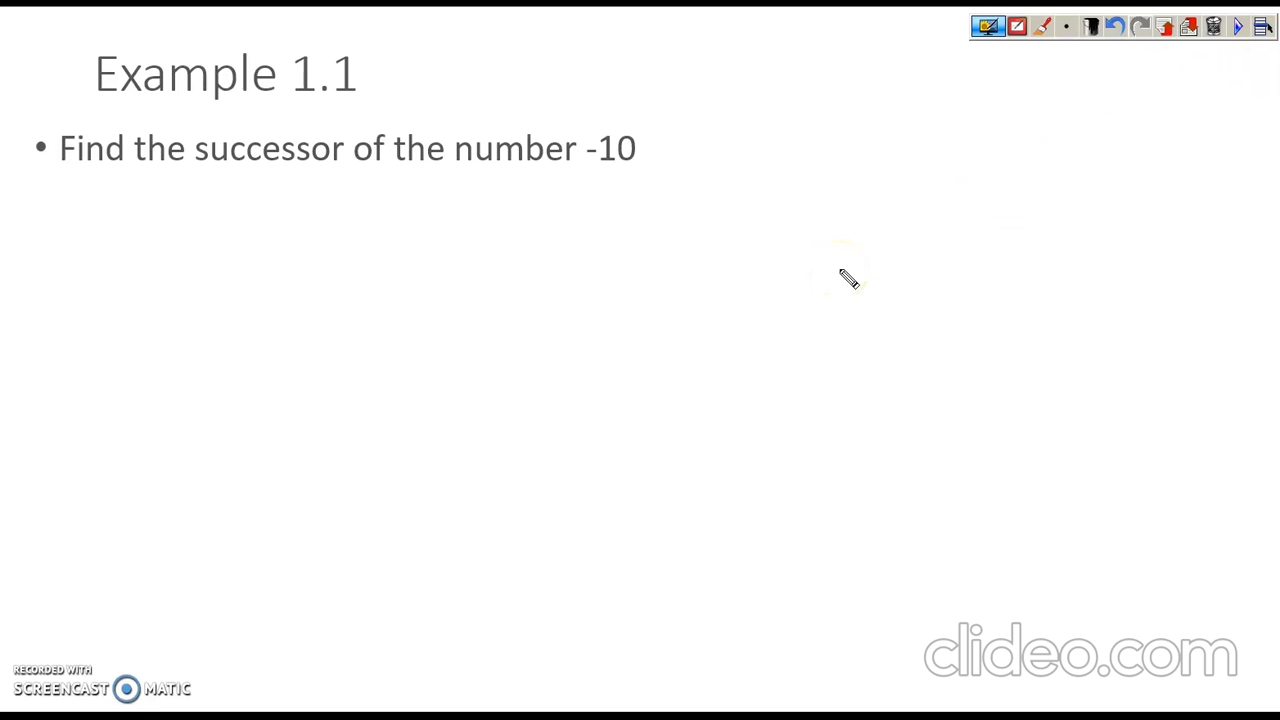 Example 1.1
• Find the successor of the number -10
clideo.com
RECORDED WITH
SCREENCAST MATIC